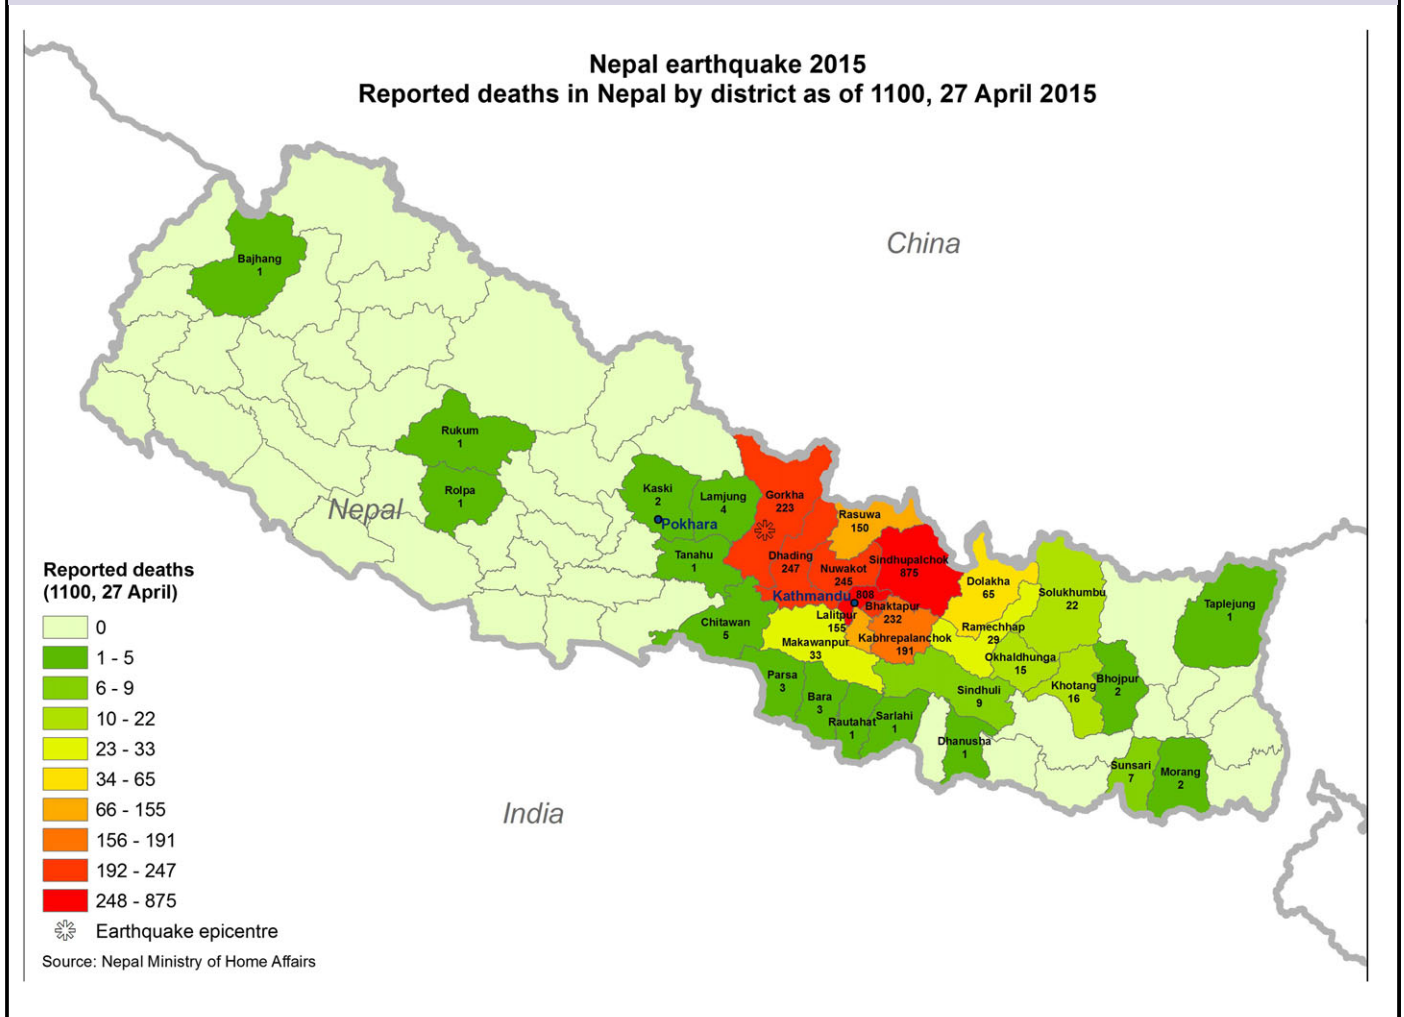 Nepal earthquake 2015
Reported deaths in Nepal by district as of 1100, 27 April 2015
China
Bajhang
1
Rukum
1
Rolpa
1
Nepal
Kaski
2
Pokhara
Lamjung
4
Gorkha
223
Tanahu
1
Rasuwa
150
Dhading
247
Nuwakot
245
Sindhupalchok
875
Kathmandu
808
Bhaktapur
232
Lalitpur
155
Kabhrepalanchok
191
Dolakha
65
Ramechhap
29
Solukhumbu
22
Okhaldhunga
15
Taplejung
1
Chitawan
5
Makawanpur
33
Khotang
16
Bhojpur
2
Parsa
3
Bara
3
Rautahat
1
Sarlahi
1
Sindhuli
9
Dhanusha
1
Sunsari
7
Morang
2
India
Reported deaths
(1100, 27 April)
0
1 - 5
6 - 9
10 - 22
23 - 33
34 - 65
66 - 155
156 - 191
192 - 247
248 - 875
Earthquake epicentre
Source: Nepal Ministry of Home Affairs